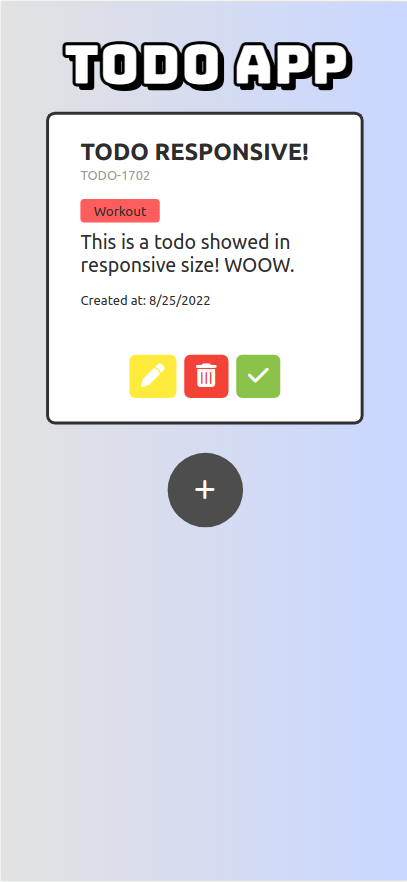 TODO APP
TODO RESPONSIVE!
TODO-1702
Workout
This is a todo showed in
responsive size! WOOW.
Created at: 8/25/2022